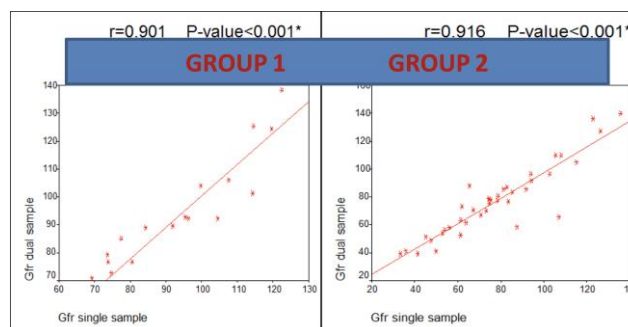 r=0.901 P-value<0.001*
r=0.916 P-value<0.001*
GROUP 1
GROUP 2
140
130
120
110
100
90
80
70
Gfr dual sample
60 70 80 90 100 110 120 130
Gfr single sample
160
140
120
100
80
60
40
20
Gfr dual sample
20 40 60 80 100 120 140
Gfr single sample